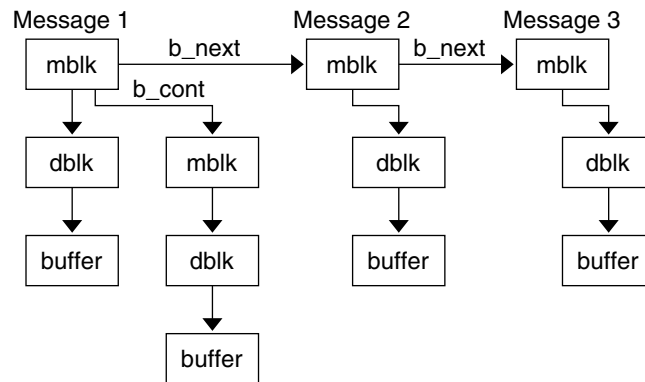 Message 1 Message 2 Message 3
mblk b_next mblk b_next mblk
b_cont
dblk mblk dblk dblk
buffer dblk buffer buffer
buffer